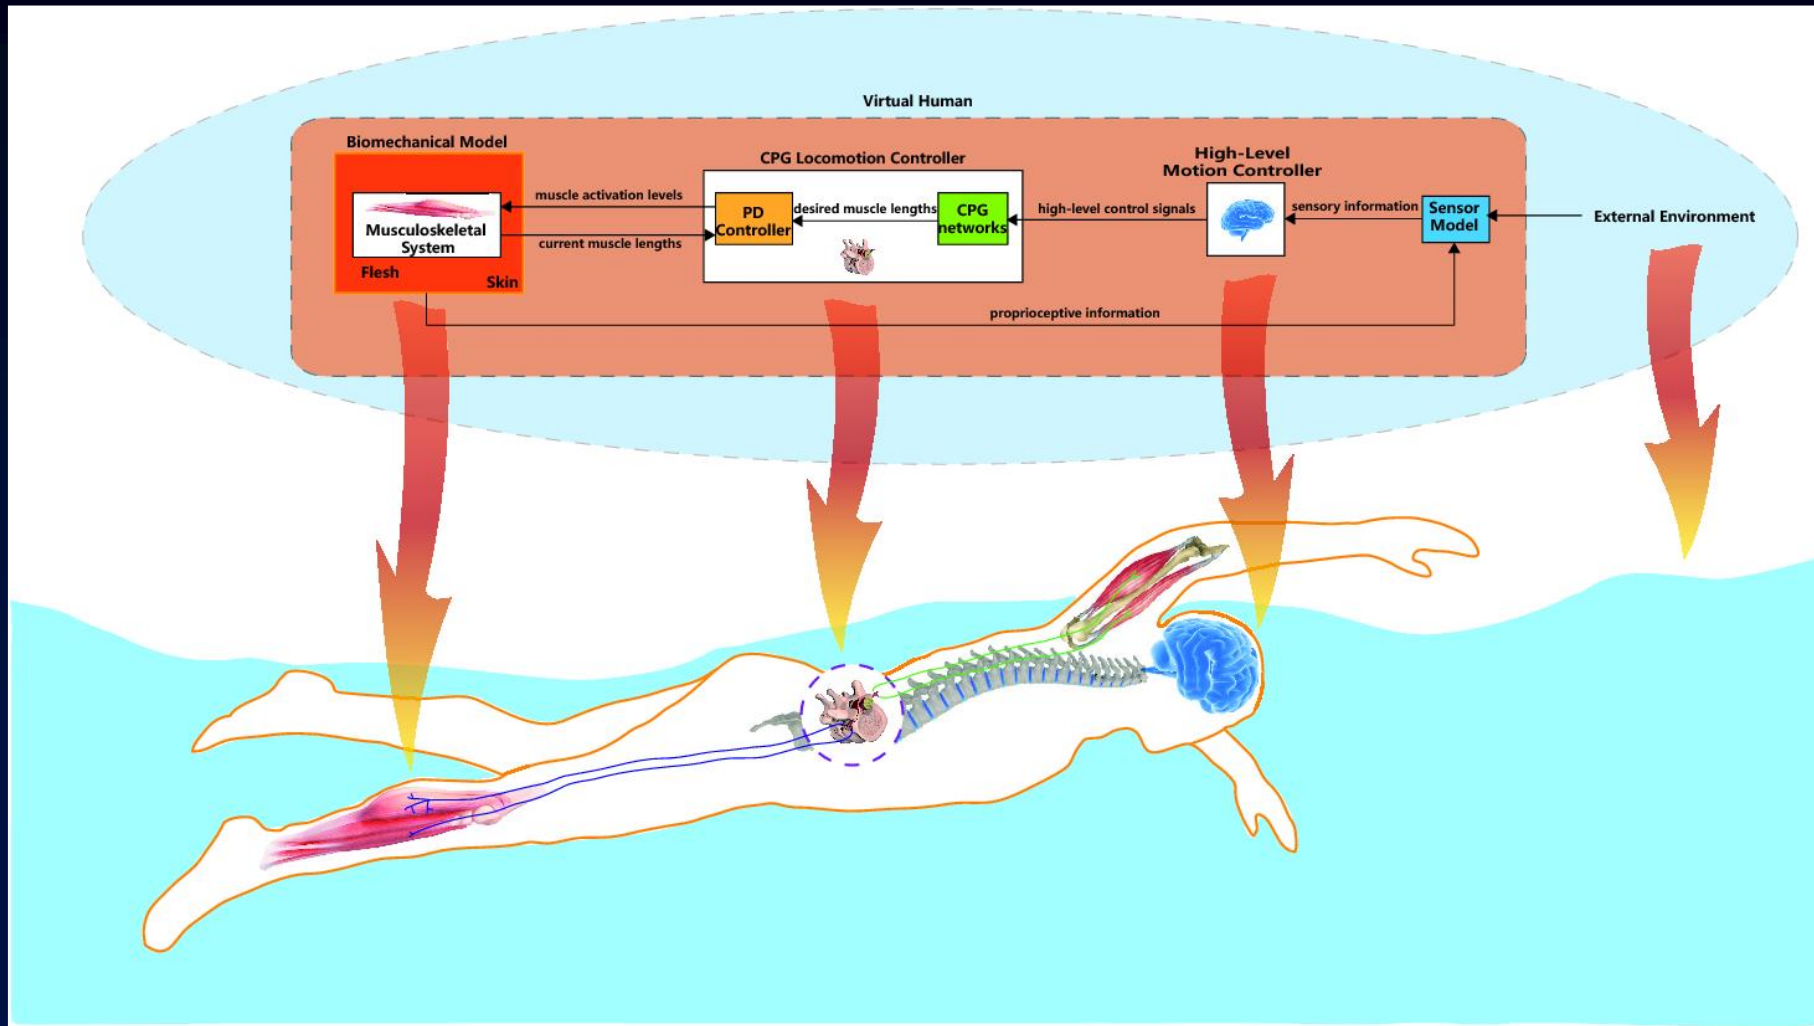 Virtual Human
Biomechanical Model
CPG Locomotion Controller
High-Level
Motion Controller
muscle activation levels
PD
Controller
desired muscle lengths
CPG
networks
high-level control signals
sensory information
Sensor
Model
External Environment
Musculoskeletal
System
current muscle lengths
Flesh
Skin
proprioceptive information